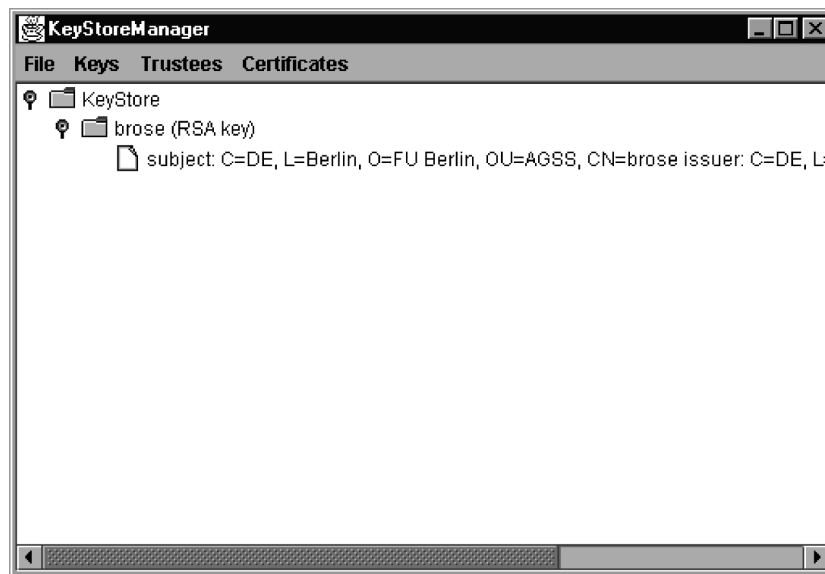 KeyStoreManager
File Keys Trustees Certificates
KeyStore
brose (RSA key)
subject: C=DE, L=Berlin, O=FU Berlin, OU=AGSS, CN=brose issuer: C=DE, L=